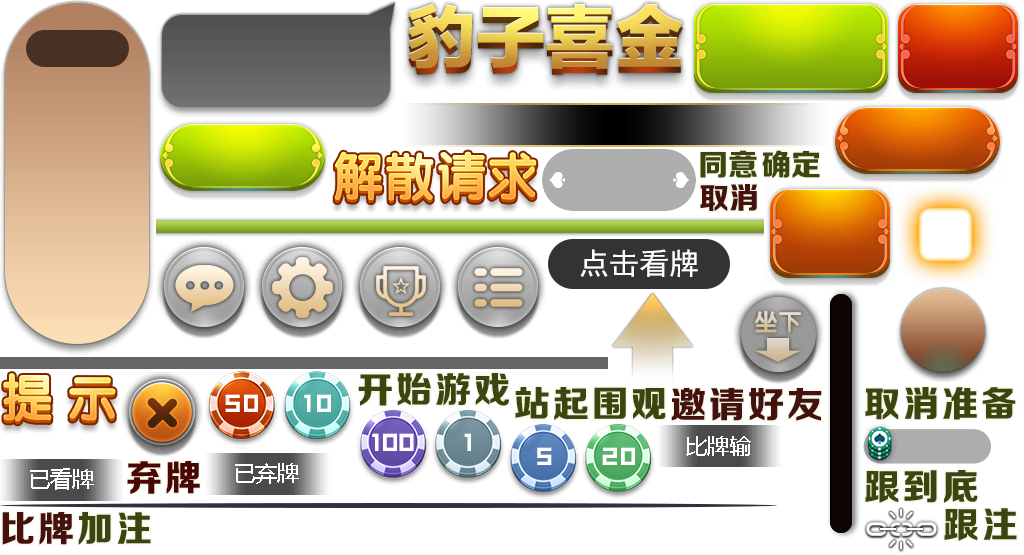 豹子喜金
解散请求
同意 确定
取消
点击看牌
坐下
提示
50
10
开始游戏
站起围观
邀请好友
取消准备
100
1
5
20
比牌输
已看牌
弃牌
已弃牌
跟到底
比牌 加注
跟注